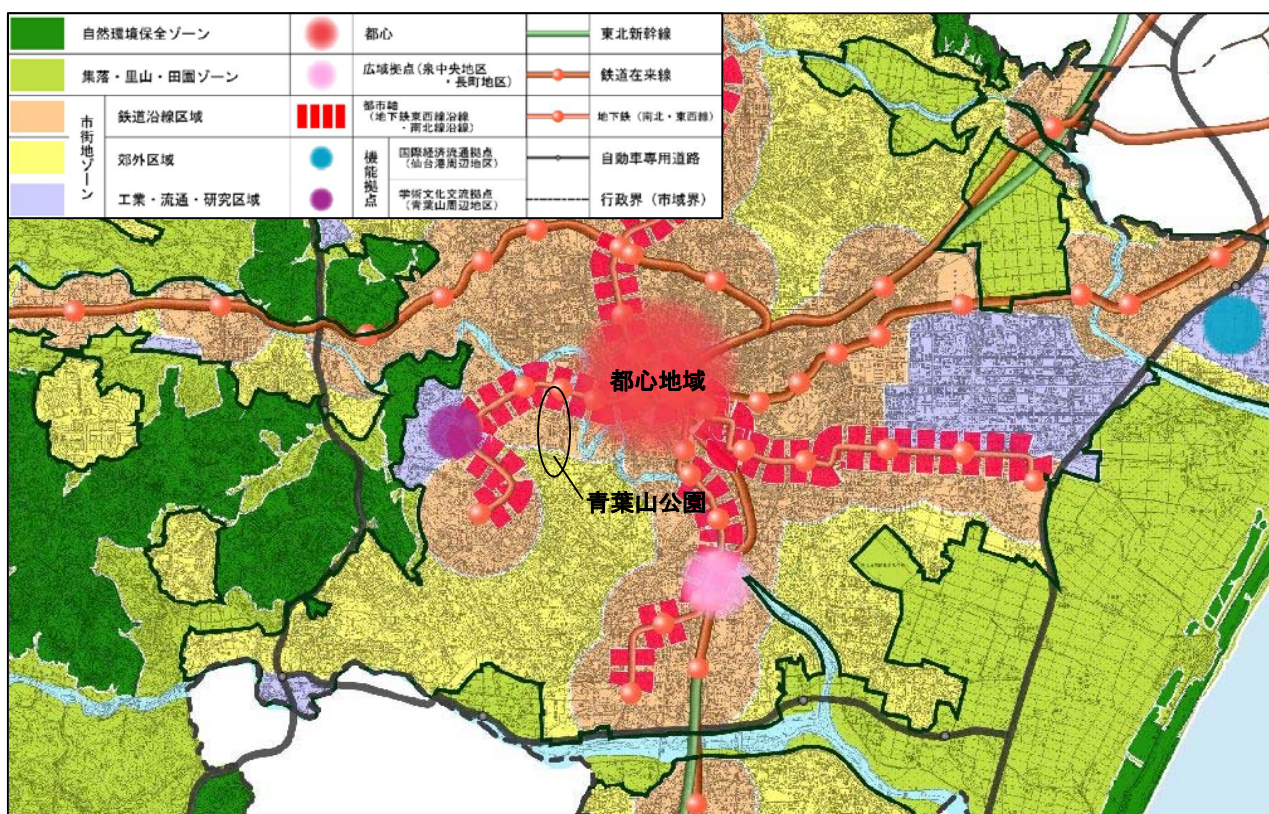 自然環境保全ゾーン
都心
東北新幹線
集落・里山・田園ゾーン
広域拠点(泉中央地区
・長町地区)
鉄道在来線
市街地ゾーン
鉄道沿線区域
都市軸
(地下鉄東西線沿線
・南北線沿線)
地下鉄(南北・東西線)
郊外区域
機能拠点
国際経済流通拠点
(仙台港周辺地区)
自動車専用道路
工業・流通・研究区域
学術文化交流拠点
(青葉山周辺地区)
行政界(市域界)
都心地域
青葉山公園